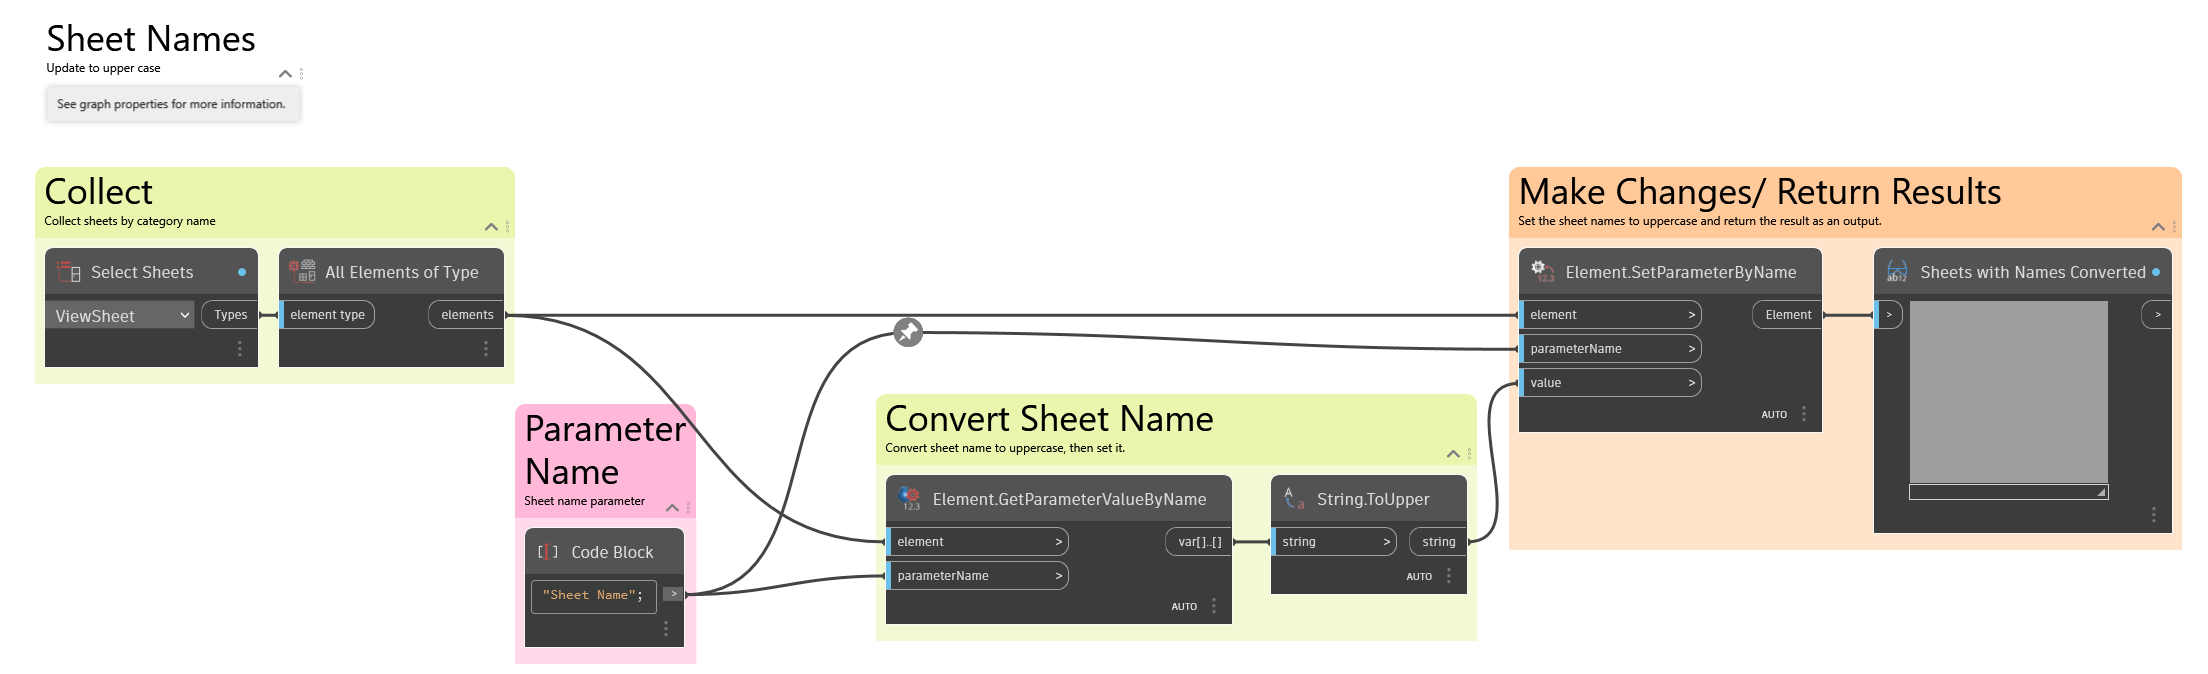 Sheet Names
Update to upper case
See graph properties for more information.
Collect
Collect sheets by category name
Select Sheets
ViewSheet
Types
All Elements of Type
element type
elements
Parameter
Name
Sheet name parameter
Code Block
"Sheet Name";
>
Convert Sheet Name
Convert sheet name to uppercase, then set it.
Element.GetParameterValueByName
element >
var[]..[]
parameterName >
AUTO
String.ToUpper
string >
string
AUTO
Make Changes/ Return Results
Set the sheet names to uppercase and return the result as an output.
Element.SetParameterByName
element >
Element
parameterName >
value >
AUTO
Sheets with Names Converted
>
>